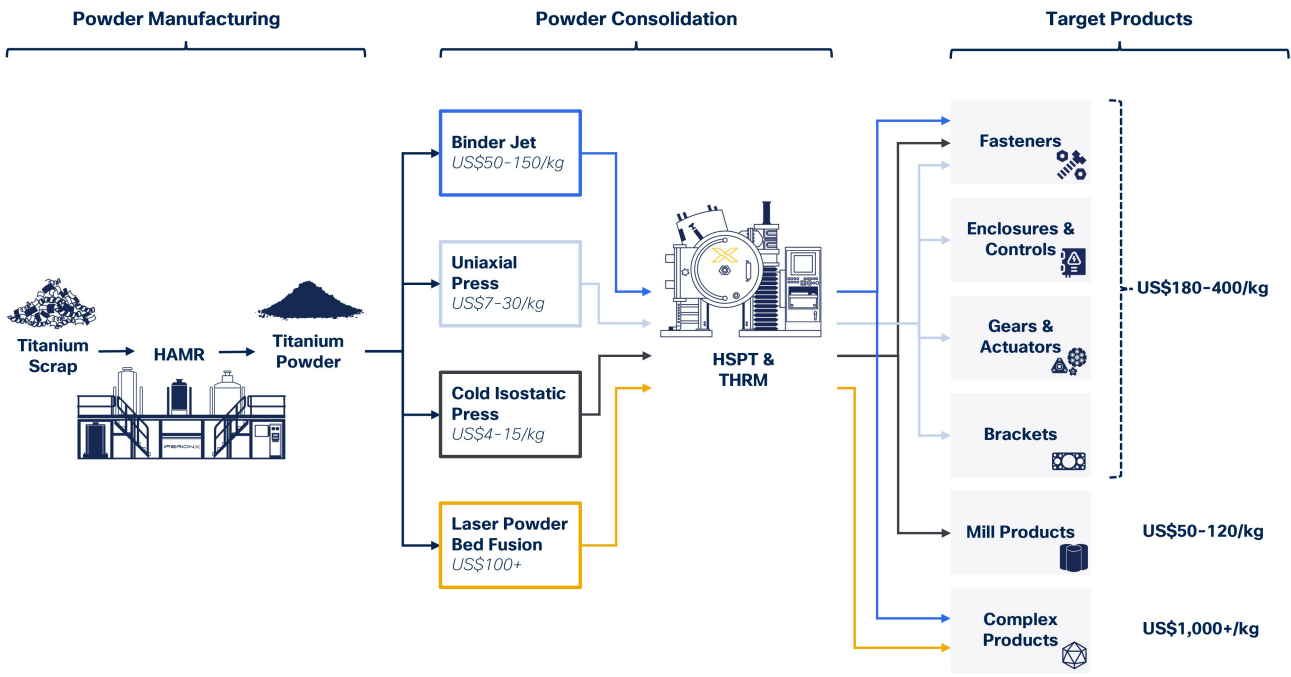 Powder Manufacturing
Powder Consolidation
Target Products
Titanium
Scrap
HAMR
Titanium
Powder
IPERIONX
Binder Jet
US$50-150/kg
Uniaxial
Press
US$7-30/kg
Cold Isostatic
Press
US$4-15/kg
Laser Powder
Bed Fusion
US$100+
HSPT &
THRM
Fasteners
Enclosures &
Controls
Gears &
Actuators
Brackets
US$180-400/kg
Mill Products
US$50-120/kg
Complex
Products
US$1,000+/kg